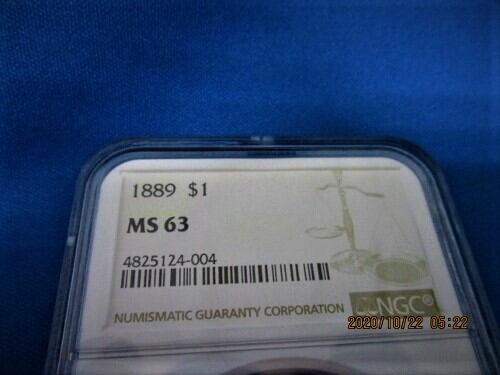 1889 $1
MS 63
4825124-004
NUMISMATIC GUARANTY CORPORATION
NGC®
2020/10/22 05:22